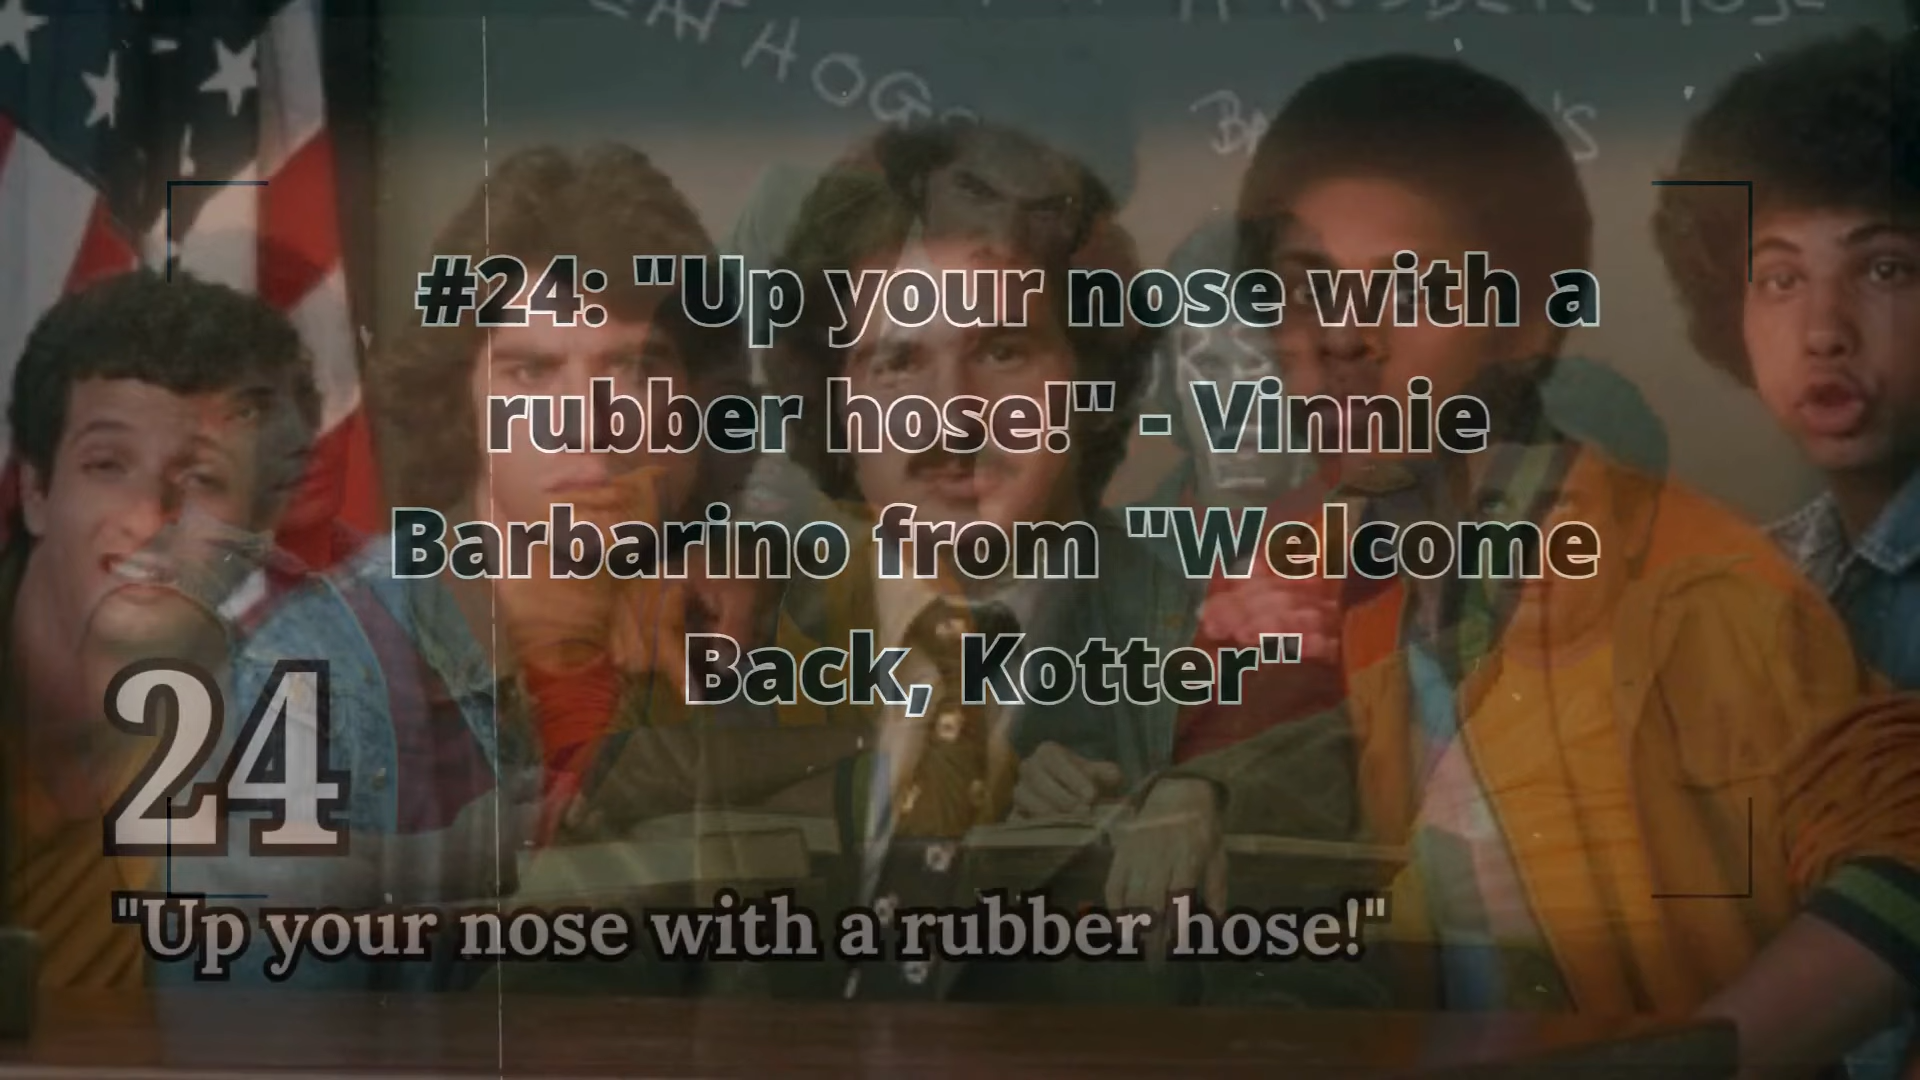 HOG
#24: "Up your nose with a
rubber hose!" - Vinnie
Barbarino from "Welcome
Back, Kotter"
24
"Up your nose with a rubber hose!"